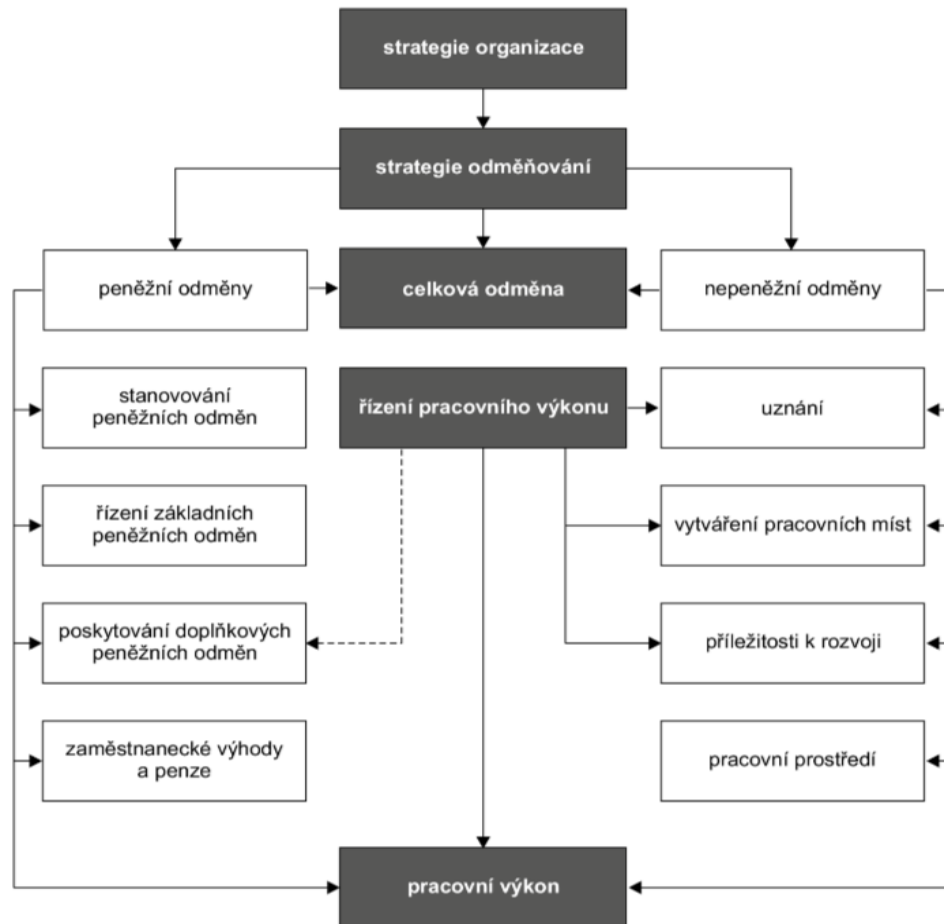 strategie organizace
strategie odměňování
peněžní odměny
celková odměna
nepeněžní odměny
stanovování
peněžních odměn
řízení pracovního výkonu
uznání
řízení základních
peněžních odměn
vytváření pracovních míst
poskytování doplňkových
peněžních odměn
příležitosti k rozvoji
zaměstnanecké výhody
a penze
pracovní prostředí
pracovní výkon